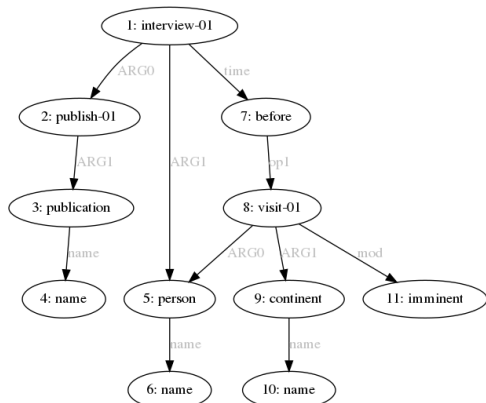 1: interview-01
ARG0
time
2: publish-01
7: before
ARG1
ARG1
op1
3: publication
8: visit-01
name
ARG0
ARG1
mod
4: name
5: person
9: continent
11: imminent
name
name
6: name
10: name